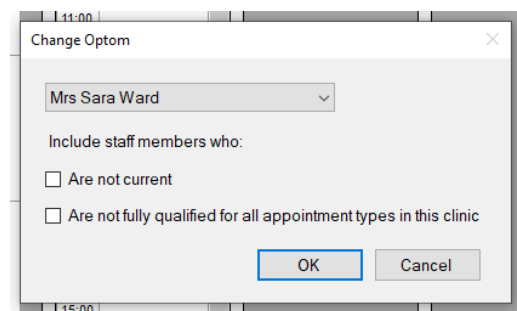 11:00
Change Optom
Mrs Sara Ward
Include staff members who:
Are not current
Are not fully qualified for all appointment types in this clinic
OK Cancel
15:00